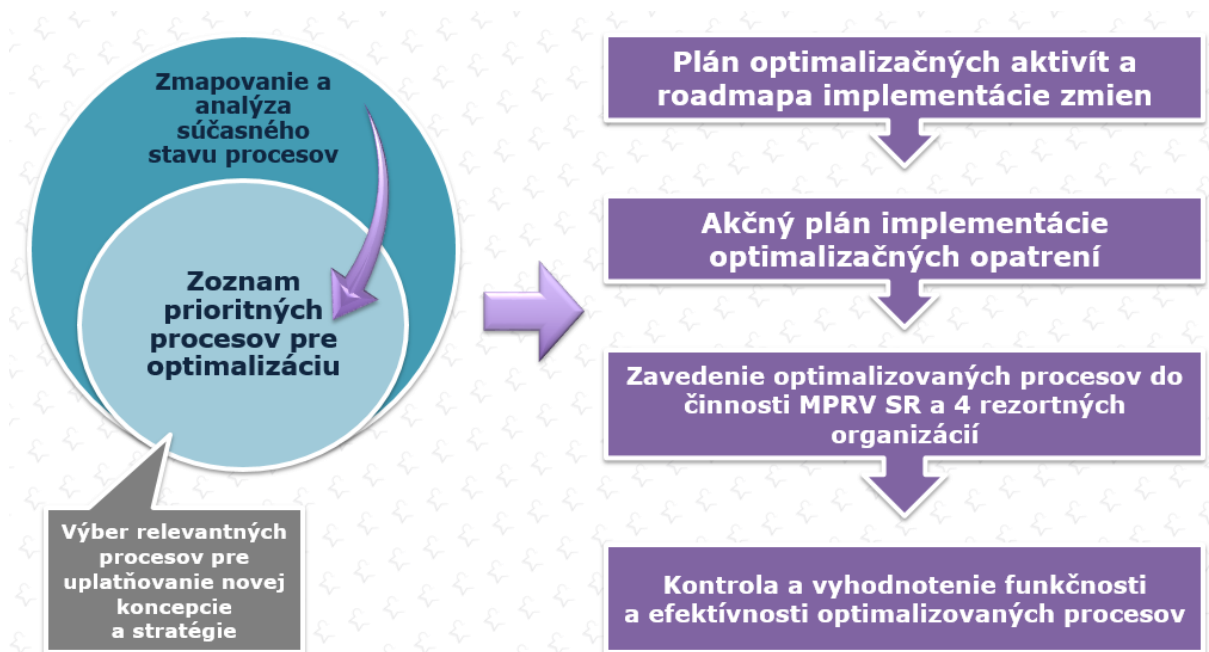 Zmapovanie a
analýza
súčasného
stavu procesov
Zoznam
prioritných
procesov pre
optimalizáciu
Výber relevantných
procesov pre
uplatňovanie novej
koncepcie
a stratégie
Plán optimalizačných aktivít a
roadmapa implementácie zmien
Akčný plán implementácie
optimalizačných opatrení
Zavedenie optimalizovaných procesov do
činnosti MPRV SR a 4 rezortných
organizácií
Kontrola a vyhodnotenie funkčnosti
a efektívnosti optimalizovaných procesov